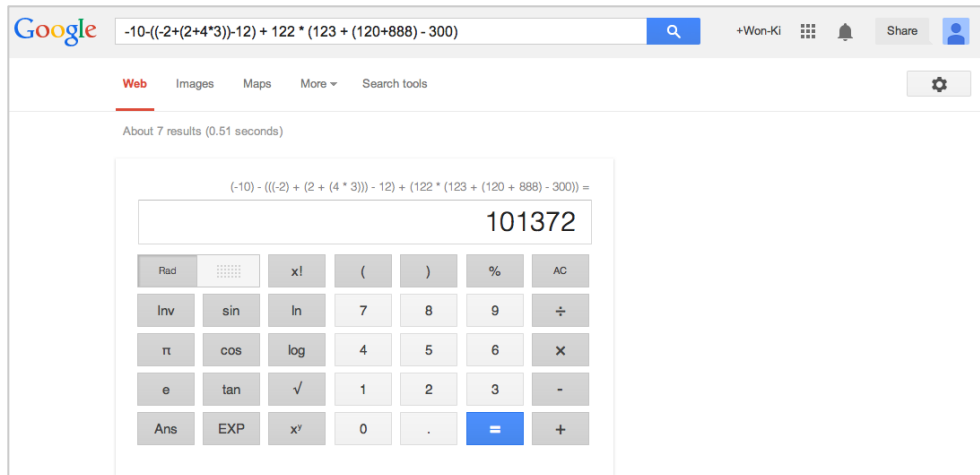 Google -10-((-2+(2+4*3))-12) + 122 * (123 + (120+888) - 300) +Won-Ki Share
Web Images Maps More Search tools
About 7 results (0.51 seconds)
(-10) - (((-2) + (2 + (4 * 3))) - 12) + (122 * (123 + (120 + 888) - 300)) =
101372
Rad x! ( ) % AC
Inv sin ln 7 8 9 ÷
π cos log 4 5 6 ×
e tan √ 1 2 3 -
Ans EXP xʸ 0 . = +